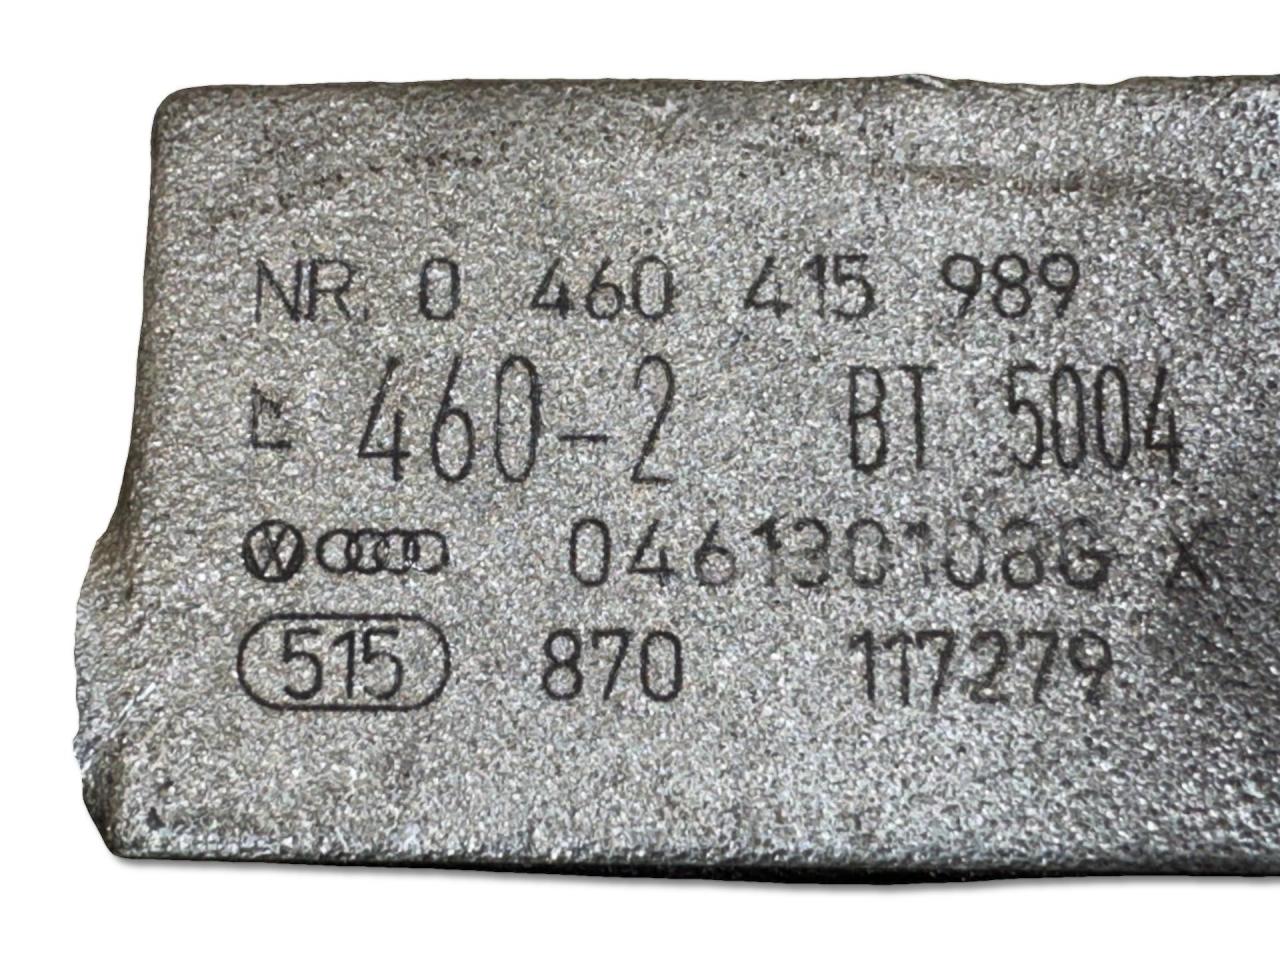 NR. 0 460 415 989
460-2 BT 5004
046130108G X
515 870 117279